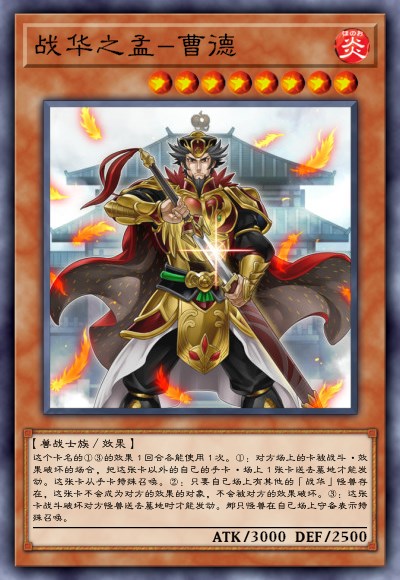 战华之孟－曹德
ほのお
炎
【兽战士族／效果】
这个卡名的①③的效果1回合各能使用1次。①：对方场上的卡被战斗·效
果破坏的场合，把这张卡以外的自己的手卡·场上1张卡送去墓地才能发
动。这张卡从手卡特殊召唤。②：只要自己场上有其他的「战华」怪兽存
在，这张卡不会成为对方的效果的对象，不会被对方的效果破坏。③：这张
卡战斗破坏对方怪兽送去墓地时才能发动。那只怪兽在自己场上守备表示特
殊召唤。
ATK/3000 DEF/2500